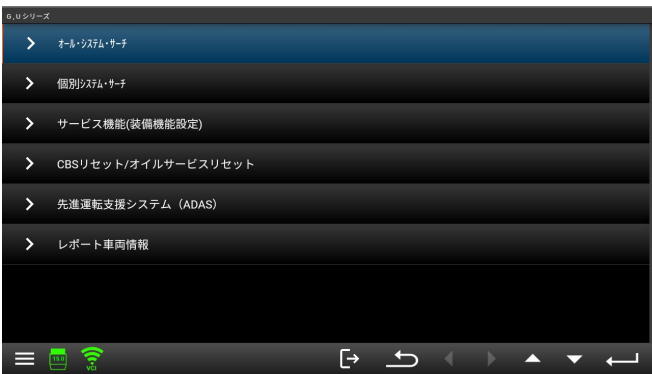 G,Uシリーズ
ｵｰﾙ･ｼｽﾃﾑ･ｻｰﾁ
個別ｼｽﾃﾑ･ｻｰﾁ
サービス機能(装備機能設定)
CBSリセット/オイルサービスリセット
先進運転支援システム（ADAS）
レポート車両情報
15.0
VCI